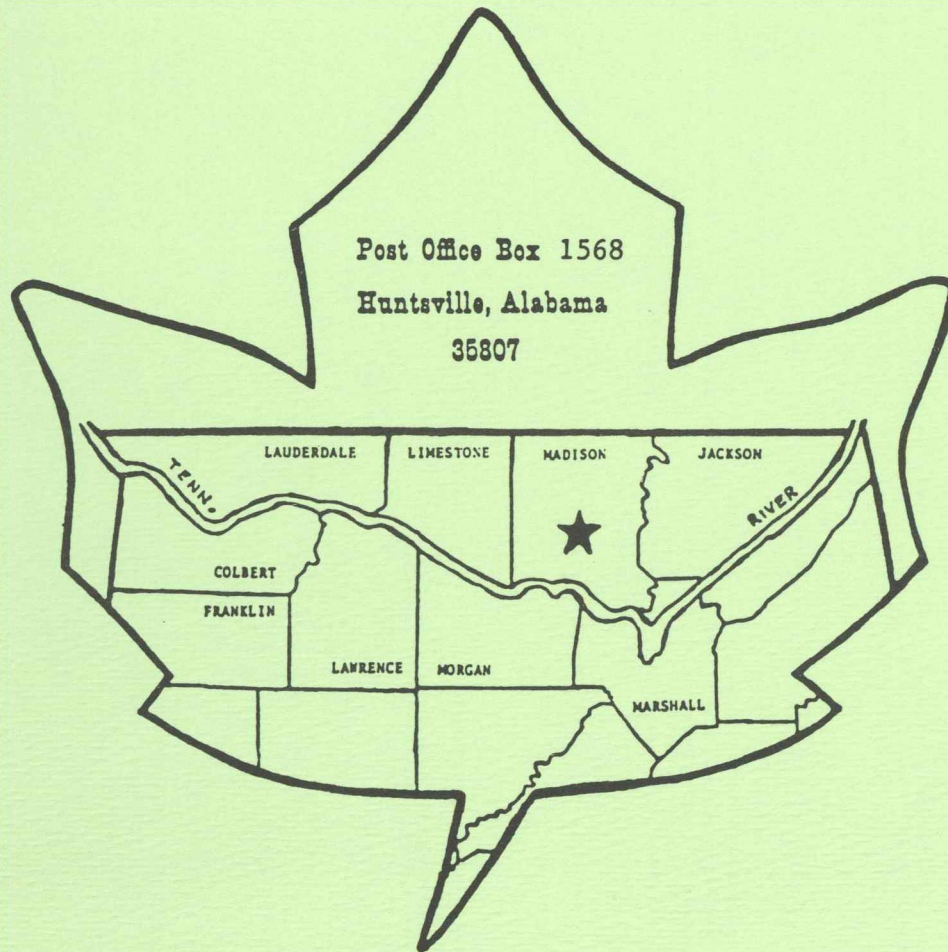 Post Office Box 1568
Huntsville, Alabama
35807
LAUDERDALE LIMESTONE MADISON JACKSON
TENN.
RIVER
COLBERT
FRANKLIN
LAWRENCE MORGAN
MARSHALL